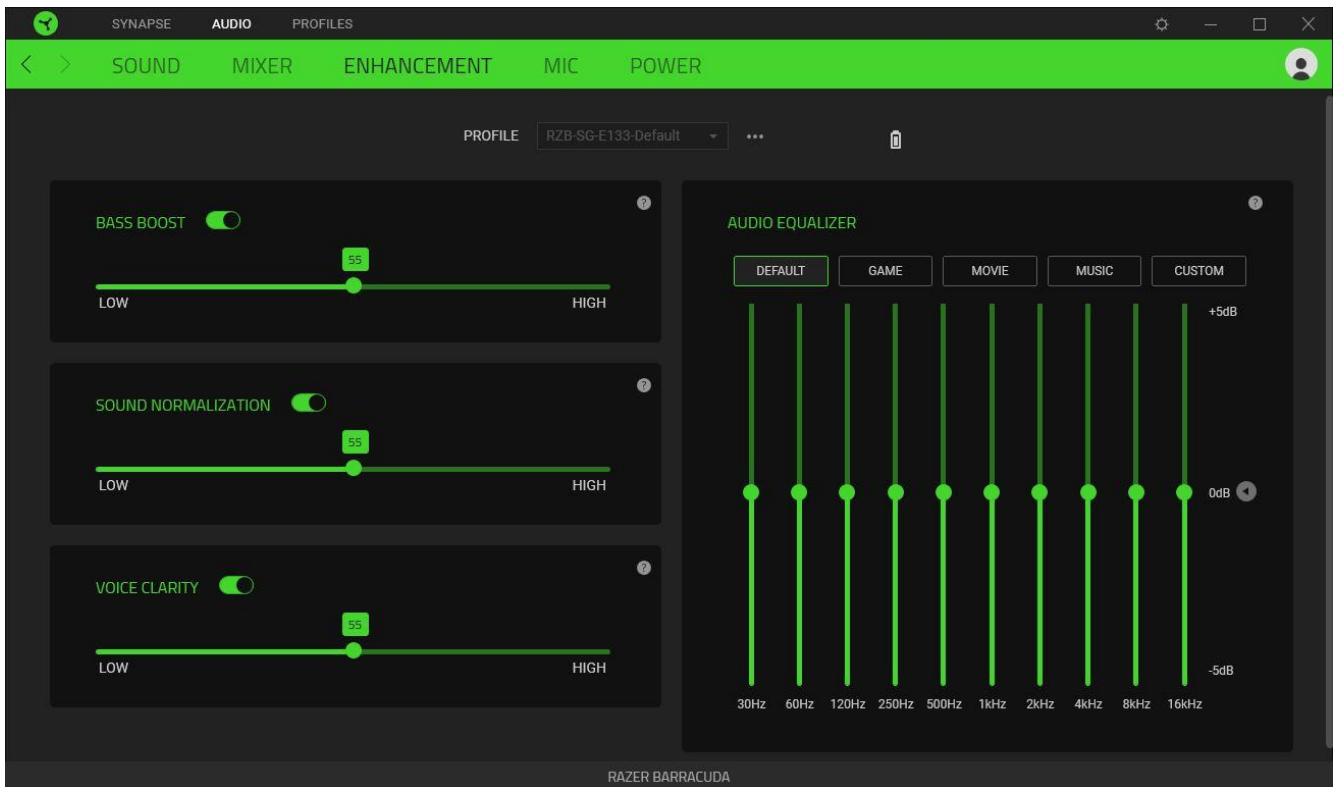 SYNAPSE AUDIO PROFILES
SOUND MIXER ENHANCEMENT MIC POWER
PROFILE RZB-SG-E133-Default
BASS BOOST
55
LOW HIGH
SOUND NORMALIZATION
55
LOW HIGH
VOICE CLARITY
55
LOW HIGH
AUDIO EQUALIZER
DEFAULT GAME MOVIE MUSIC CUSTOM
+5dB
0dB
-5dB
30Hz 60Hz 120Hz 250Hz 500Hz 1kHz 2kHz 4kHz 8kHz 16kHz
RAZER BARRACUDA